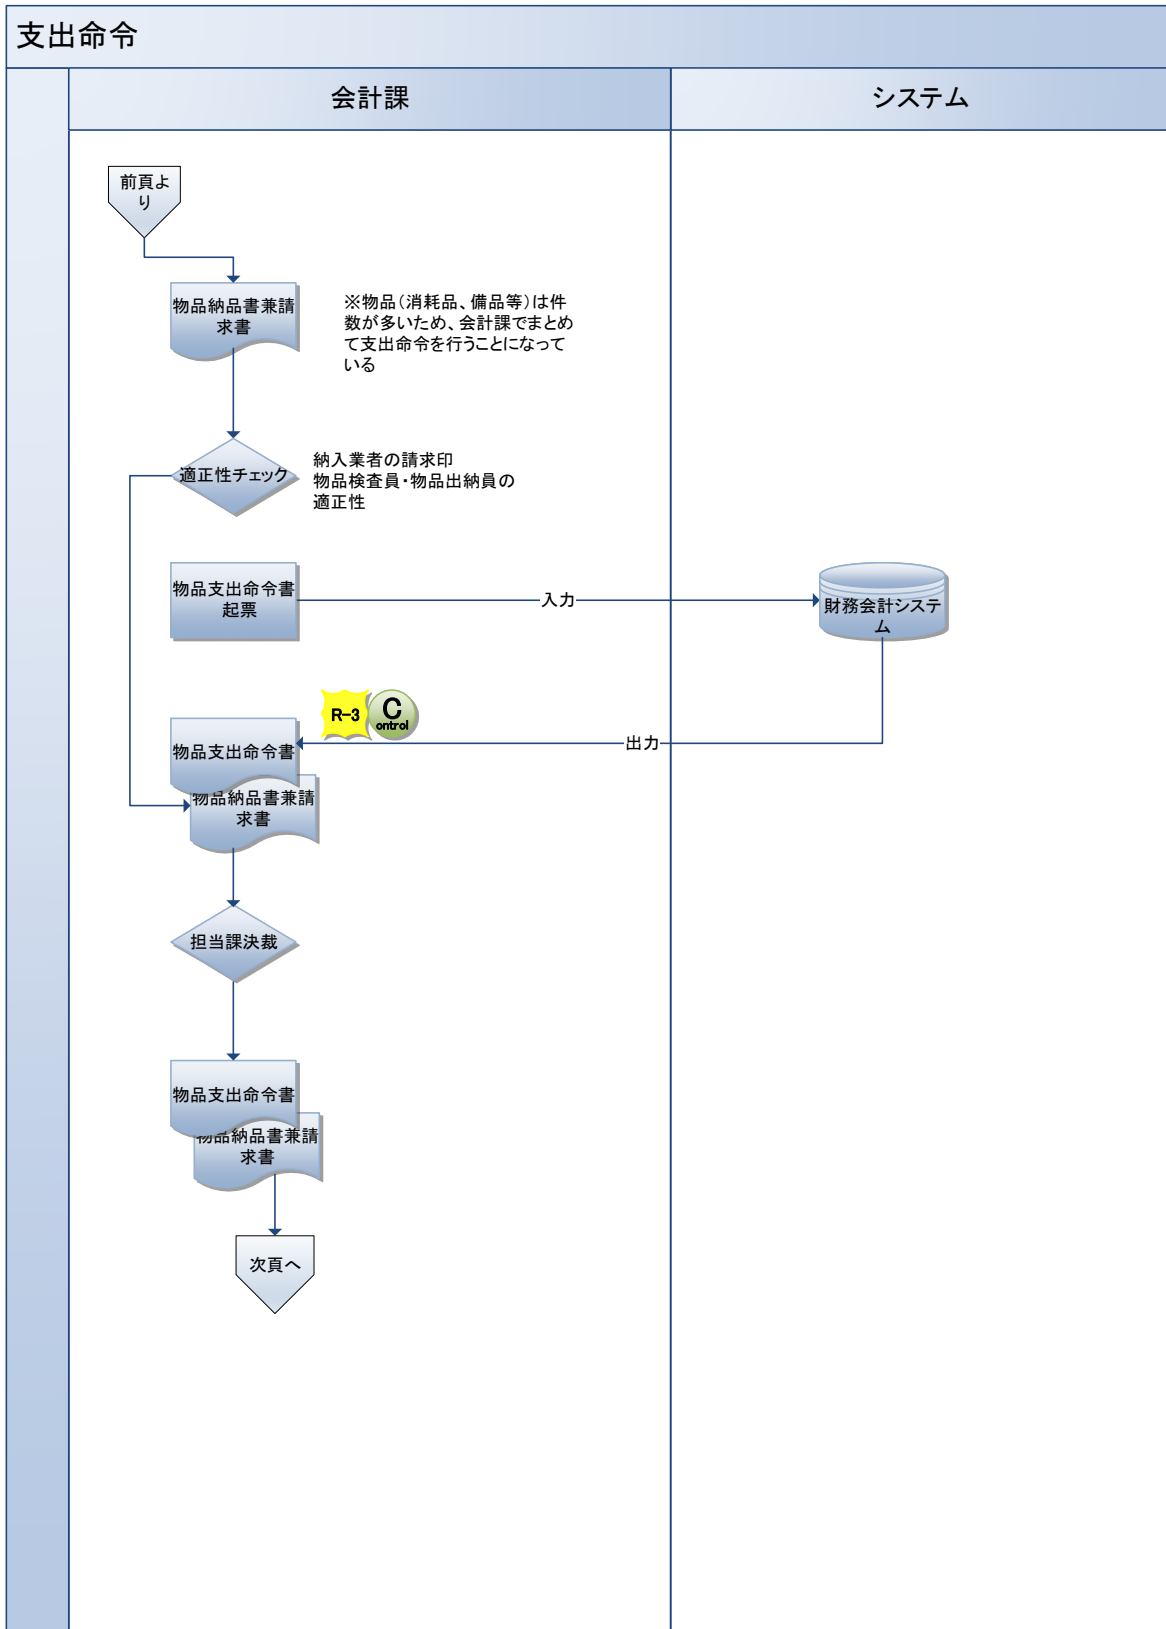 支出命令
会計課
システム
前頁よ
り
物品納品書兼請
求書
※物品（消耗品、備品等）は件
数が多いため、会計課でまとめ
て支出命令を行うことになって
いる
適正性チェック
納入業者の請求印
物品検査員・物品出納員の
適正性
物品支出命令書
起票
入力
財務会計システ
ム
R-3
C
ontrol
出力
物品支出命令書
物品納品書兼請
求書
担当課決裁
物品支出命令書
物品納品書兼請
求書
次頁へ